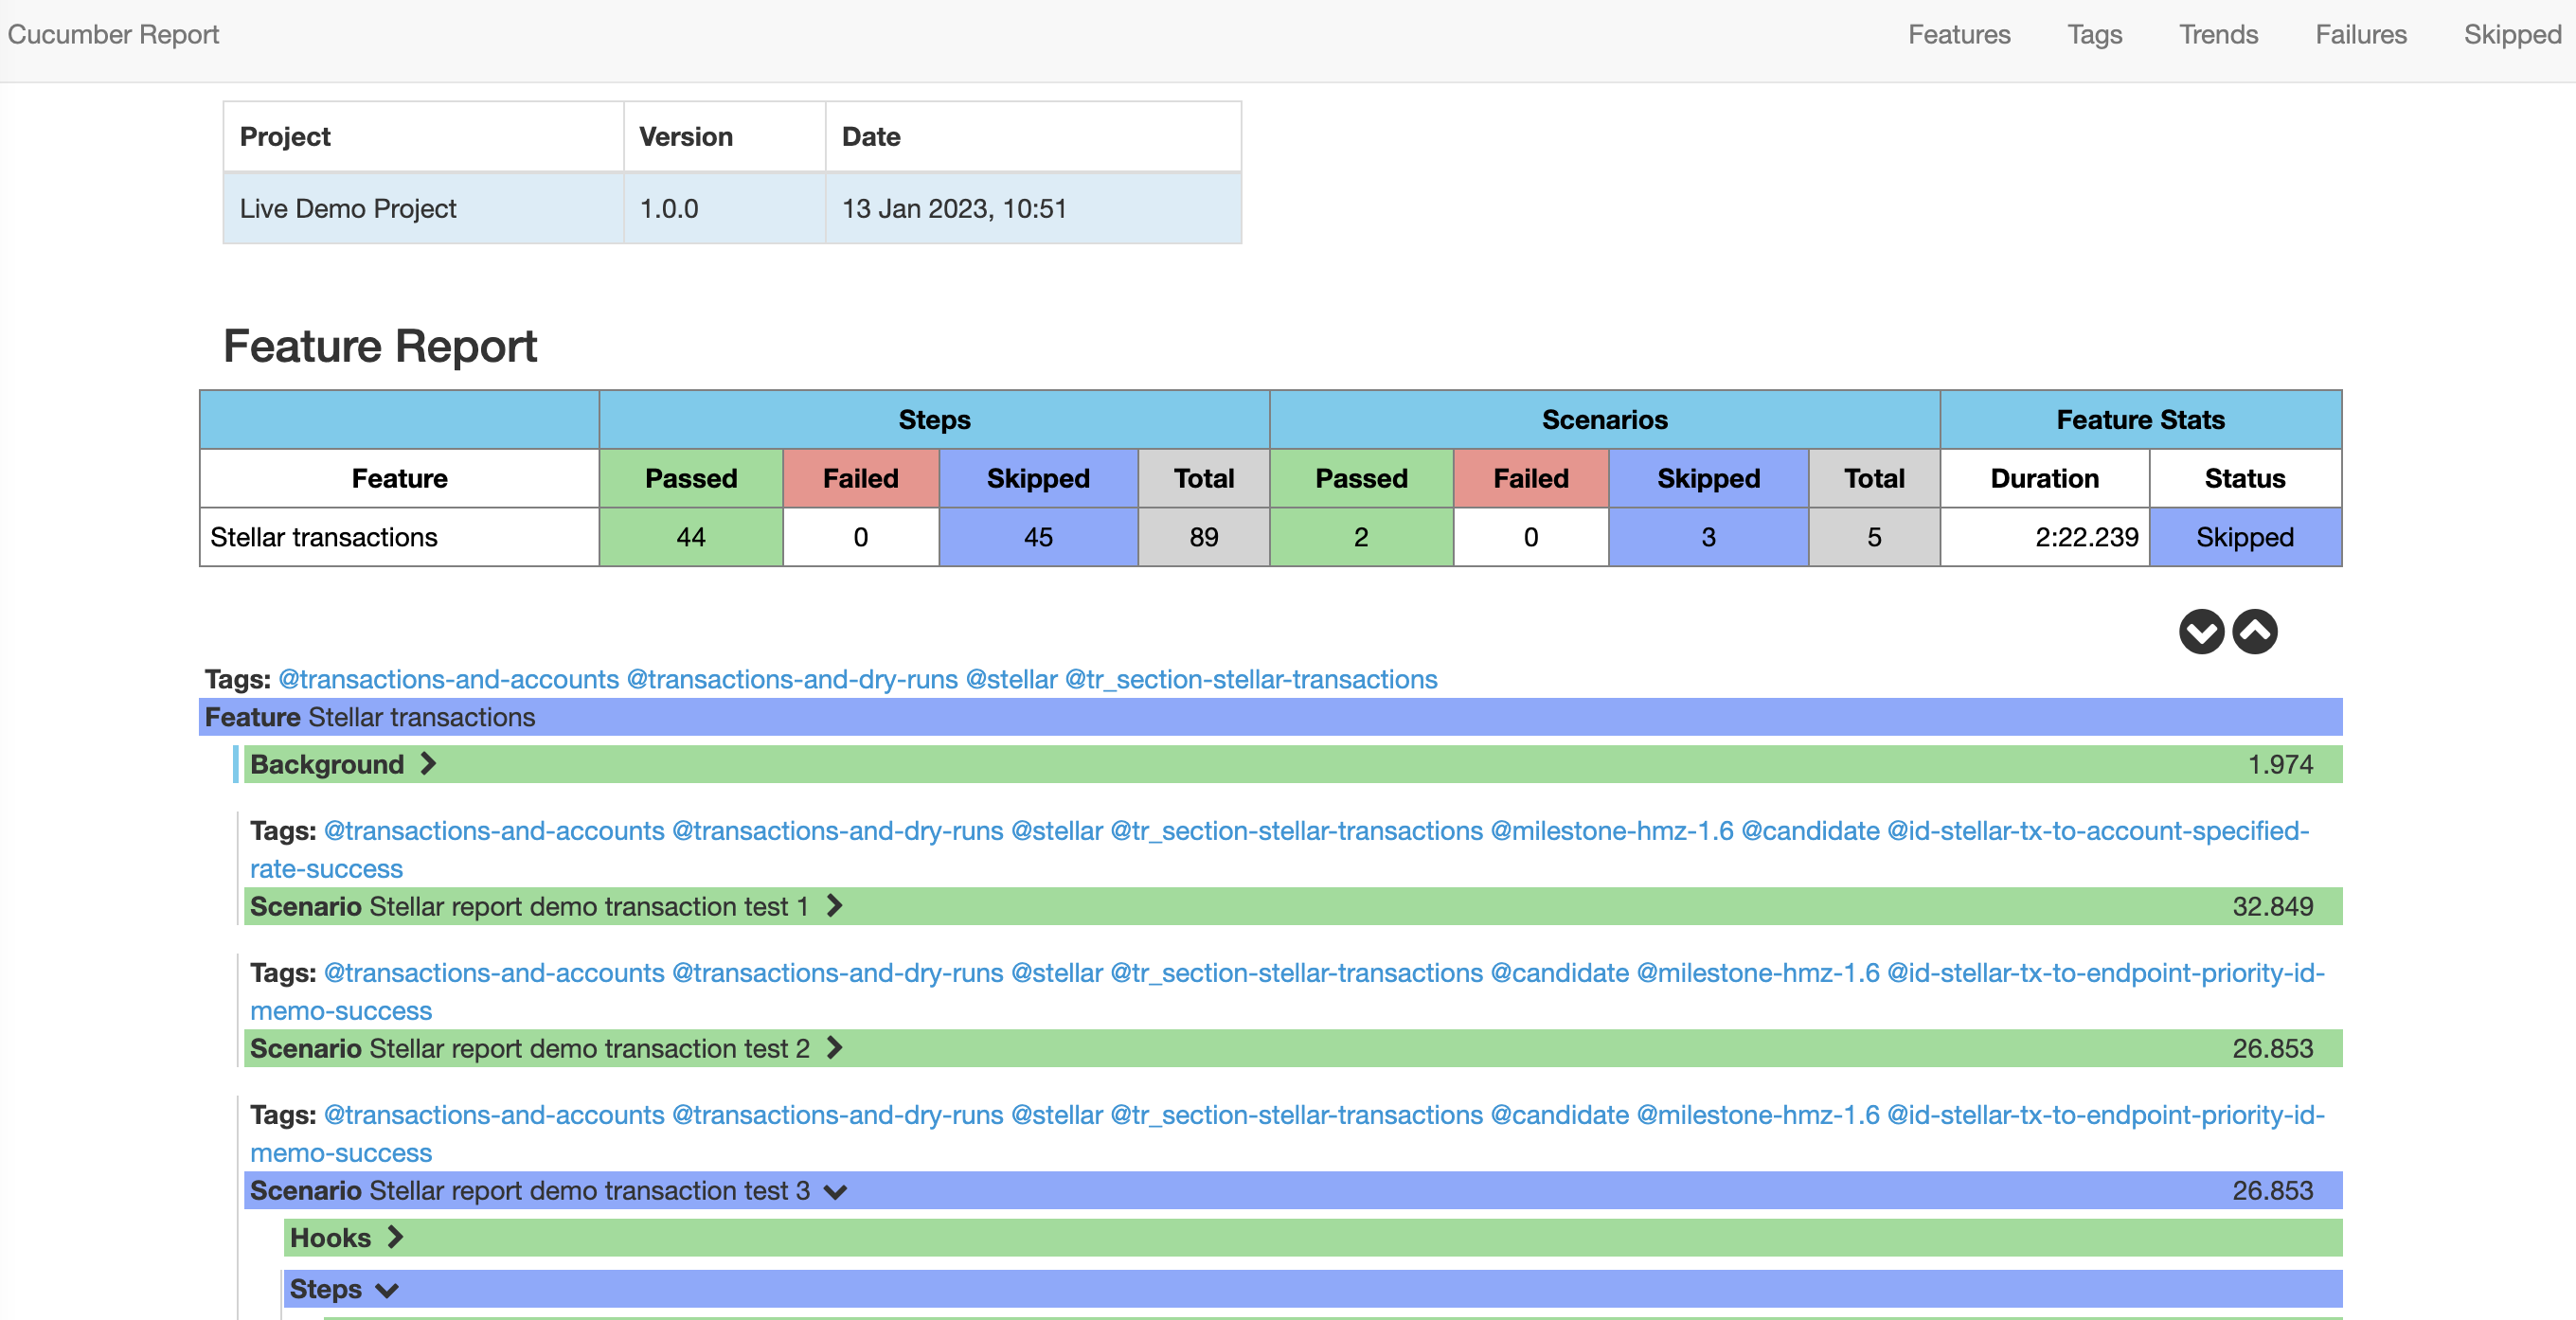 Cucumber Report Features Tags Trends Failures Skipped
Project Version Date
Live Demo Project 1.0.0 13 Jan 2023, 10:51
Feature Report
Steps Scenarios Feature Stats
Feature Passed Failed Skipped Total Passed Failed Skipped Total Duration Status
Stellar transactions 44 0 45 89 2 0 3 5 2:22.239 Skipped
Tags: @transactions-and-accounts @transactions-and-dry-runs @stellar @tr_section-stellar-transactions
Feature Stellar transactions
Background 1.974
Tags: @transactions-and-accounts @transactions-and-dry-runs @stellar @tr_section-stellar-transactions @milestone-hmz-1.6 @candidate @id-stellar-tx-to-account-specified-
rate-success
Scenario Stellar report demo transaction test 1 32.849
Tags: @transactions-and-accounts @transactions-and-dry-runs @stellar @tr_section-stellar-transactions @candidate @milestone-hmz-1.6 @id-stellar-tx-to-endpoint-priority-id-
memo-success
Scenario Stellar report demo transaction test 2 26.853
Tags: @transactions-and-accounts @transactions-and-dry-runs @stellar @tr_section-stellar-transactions @candidate @milestone-hmz-1.6 @id-stellar-tx-to-endpoint-priority-id-
memo-success
Scenario Stellar report demo transaction test 3 26.853
Hooks
Steps